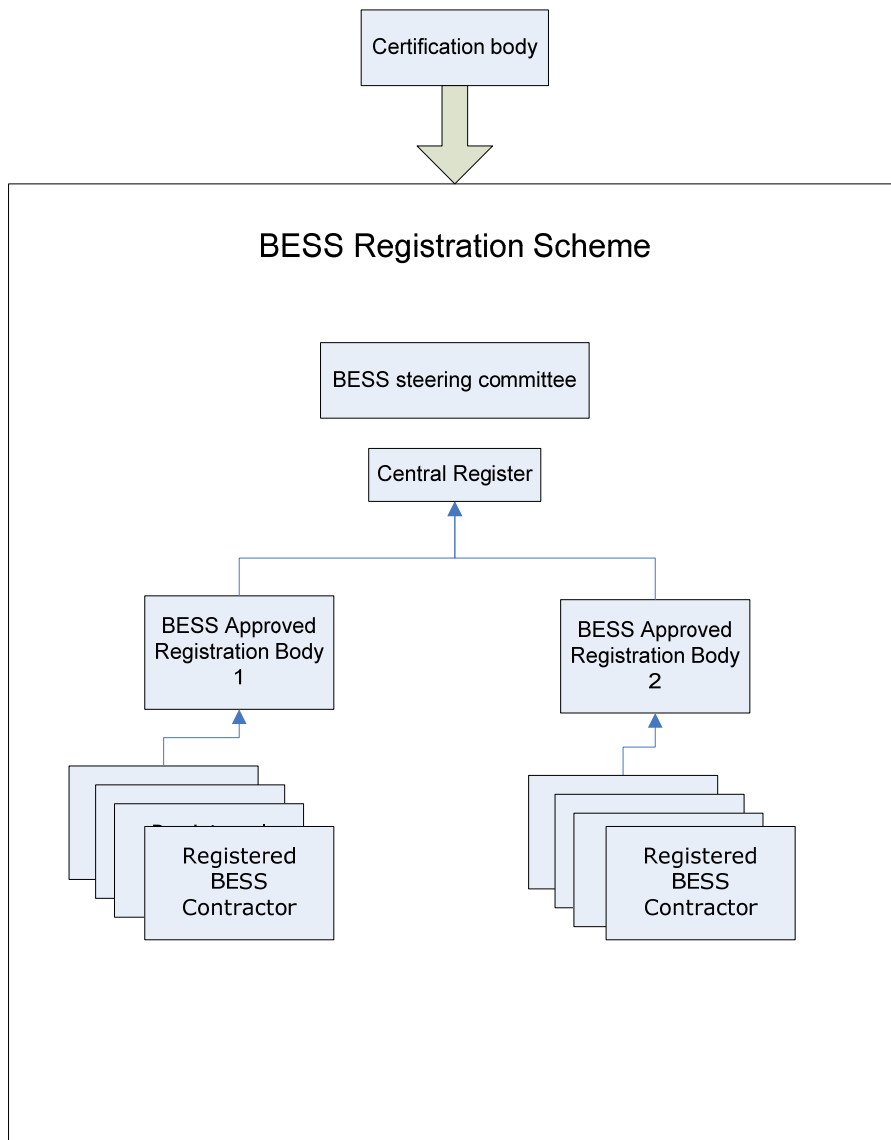 Certification body
BESS Registration Scheme
BESS steering committee
Central Register
BESS Approved
Registration Body
1
BESS Approved
Registration Body
2
Registered
BESS
Contractor
Registered
BESS
Contractor